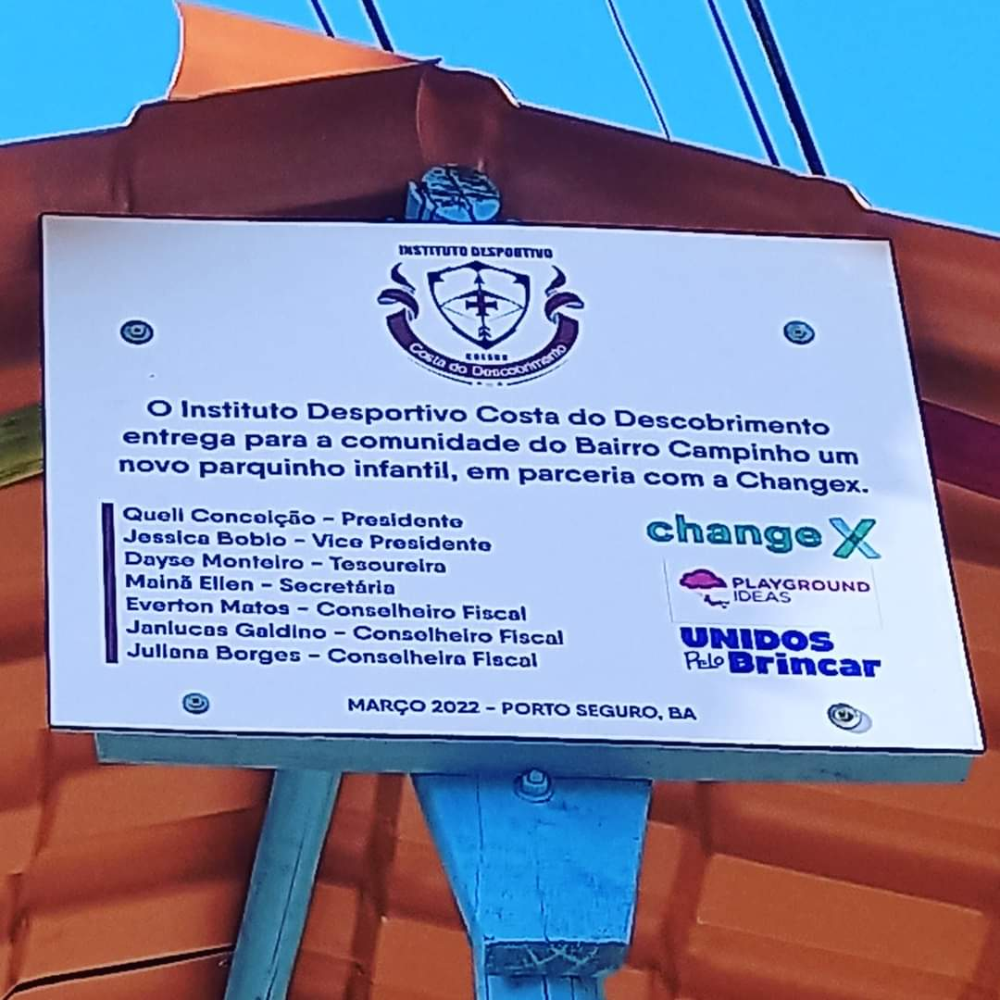 INSTITUTO DESPORTIVO
Costa do Descobrimento
O Instituto Desportivo Costa do Descobrimento
entrega para a comunidade do Bairro Campinho um
novo parquinho infantil, em parceria com a Changex.
Queli Conceição – Presidente
Jessica Bobio – Vice Presidente
Dayse Monteiro – Tesoureira
Mainã Ellen – Secretária
Everton Matos – Conselheiro Fiscal
Janlucas Galdino – Conselheiro Fiscal
Juliana Borges – Conselheira Fiscal
changeX
PLAYGROUND
IDEAS
UNIDOS
Pelo Brincar
MARÇO 2022 – PORTO SEGURO, BA